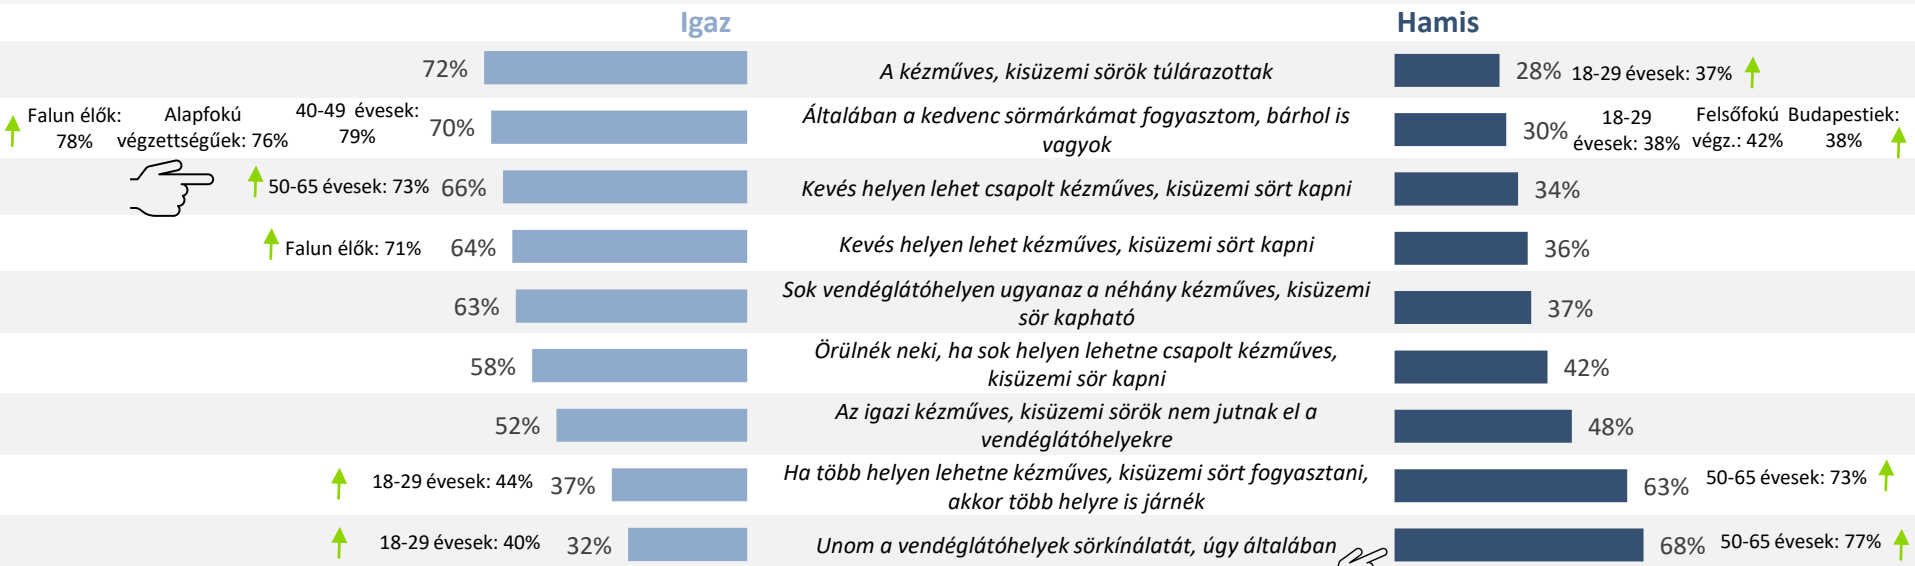 Igaz Hamis
72% A kézműves, kisüzemi sörök túlárazottak 28% 18-29 évesek: 37%
Falun élők:
78%
Alapfokú
végzettségűek: 76%
40-49 évesek:
79%
70%
Általában a kedvenc sörmárkámat fogyasztom, bárhol is
vagyok
30%
18-29
évesek: 38%
Felsőfokú
végz.: 42%
Budapestiek:
38%
50-65 évesek: 73% 66% Kevés helyen lehet csapolt kézműves, kisüzemi sört kapni 34%
Falun élők: 71% 64% Kevés helyen lehet kézműves, kisüzemi sört kapni 36%
63%
Sok vendéglátóhelyen ugyanaz a néhány kézműves, kisüzemi
sör kapható
37%
58%
Örülnék neki, ha sok helyen lehetne csapolt kézműves,
kisüzemi sör kapni
42%
52%
Az igazi kézműves, kisüzemi sörök nem jutnak el a
vendéglátóhelyekre
48%
18-29 évesek: 44% 37%
Ha több helyen lehetne kézműves, kisüzemi sört fogyasztani,
akkor több helyre is járnék
63% 50-65 évesek: 73%
18-29 évesek: 40% 32% Unom a vendéglátóhelyek sörkínálatát, úgy általában 68% 50-65 évesek: 77%